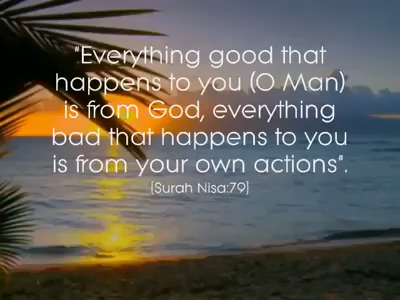 "Everything good that
happens to you (O Man)
is from God, everything
bad that happens to you
is from your own actions".
[Surah Nisa:79]